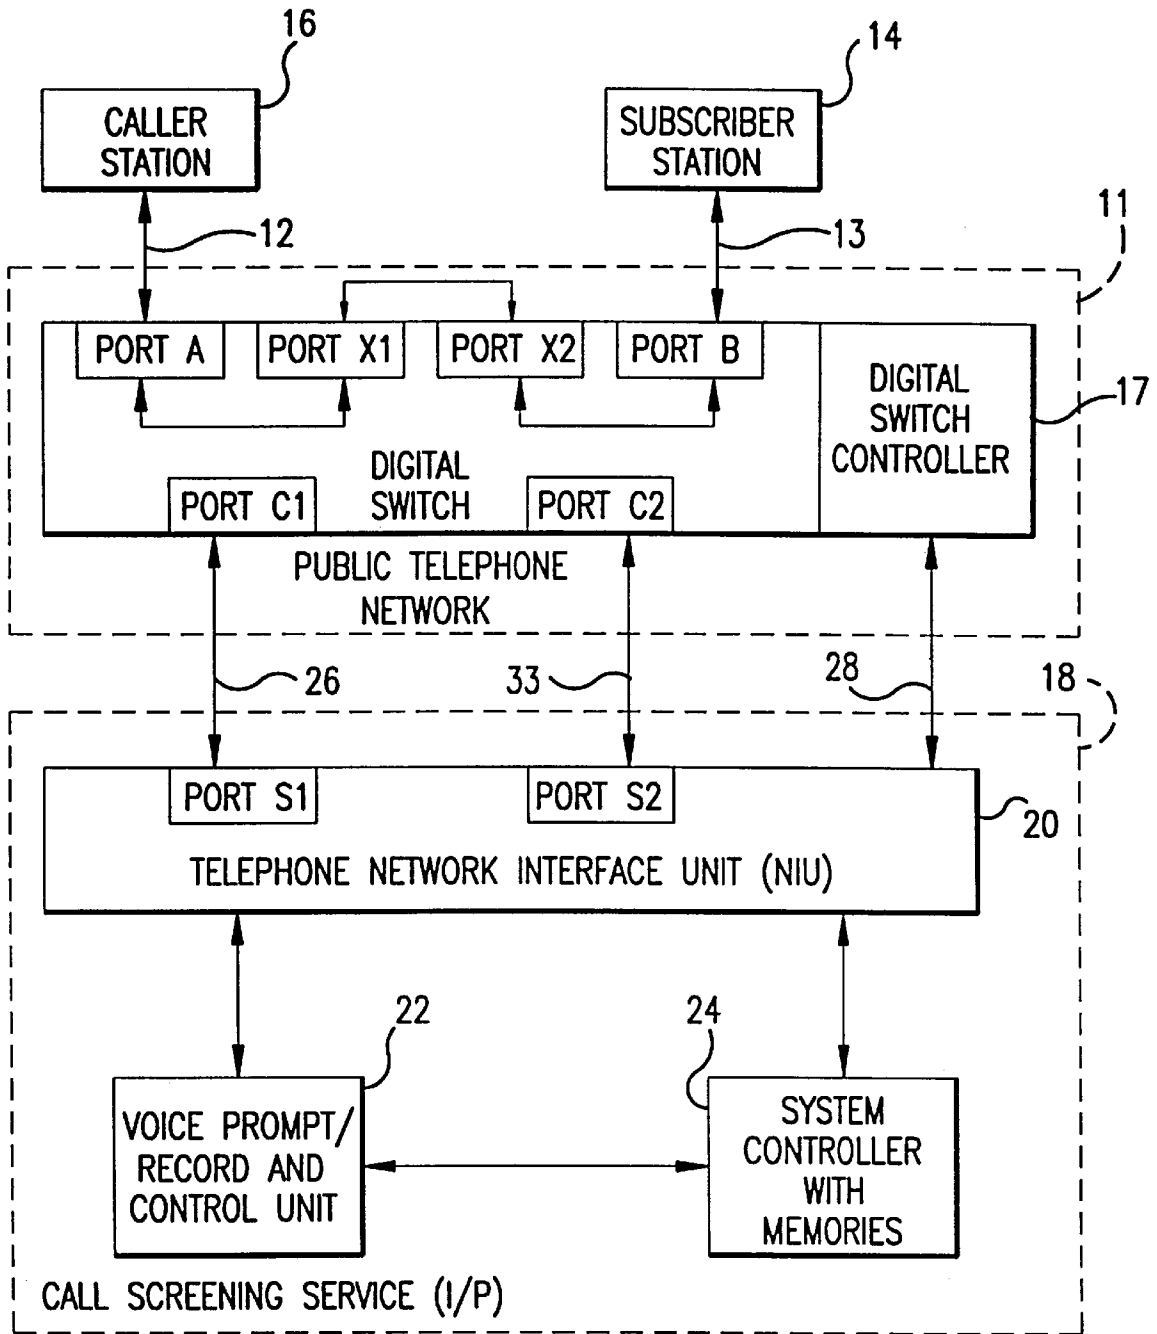 16
14
CALLER
STATION
SUBSCRIBER
STATION
11
12
13
PORT A
PORT X1
PORT X2
PORT B
DIGITAL
SWITCH
CONTROLLER
17
DIGITAL
SWITCH
PORT C1
PORT C2
PUBLIC TELEPHONE
NETWORK
26
33
28
18
PORT S1
PORT S2
20
TELEPHONE NETWORK INTERFACE UNIT (NIU)
22
24
VOICE PROMPT/
RECORD AND
CONTROL UNIT
SYSTEM
CONTROLLER
WITH
MEMORIES
CALL SCREENING SERVICE (I/P)